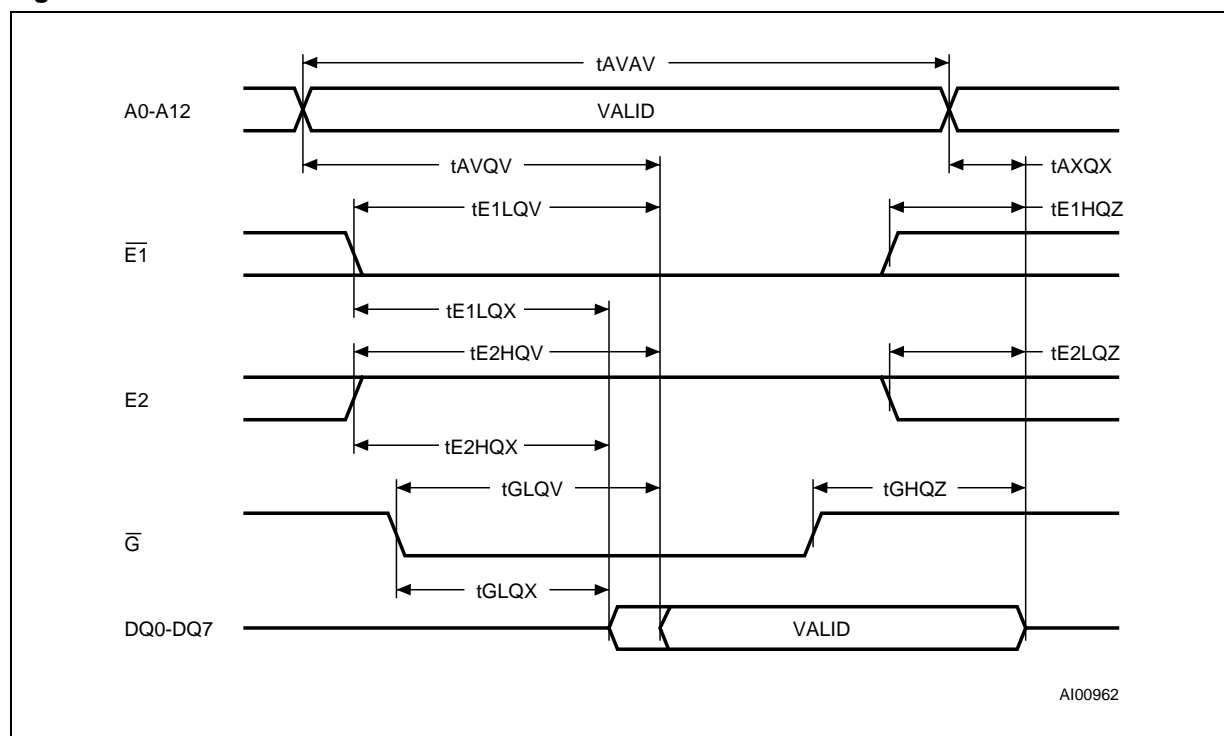 tAVAV
A0-A12
VALID
tAVQV
tAXQX
tE1LQV
tE1HQZ
E1
tE1LQX
tE2HQV
tE2LQZ
E2
tE2HQX
tGLQV
tGHQZ
G
tGLQX
DQ0-DQ7
VALID
AI00962